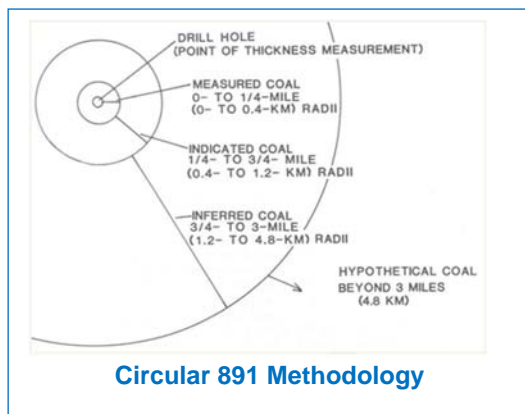 DRILL HOLE
(POINT OF THICKNESS MEASUREMENT)
MEASURED COAL
0- TO 1/4-MILE
(0- TO 0.4-KM) RADII
INDICATED COAL
1/4- TO 3/4- MILE
(0.4- TO 1.2- KM) RADII
INFERRED COAL
3/4- TO 3-MILE
(1.2- TO 4.8-KM) RADII
HYPOTHETICAL COAL
BEYOND 3 MILES
(4.8 KM)
Circular 891 Methodology